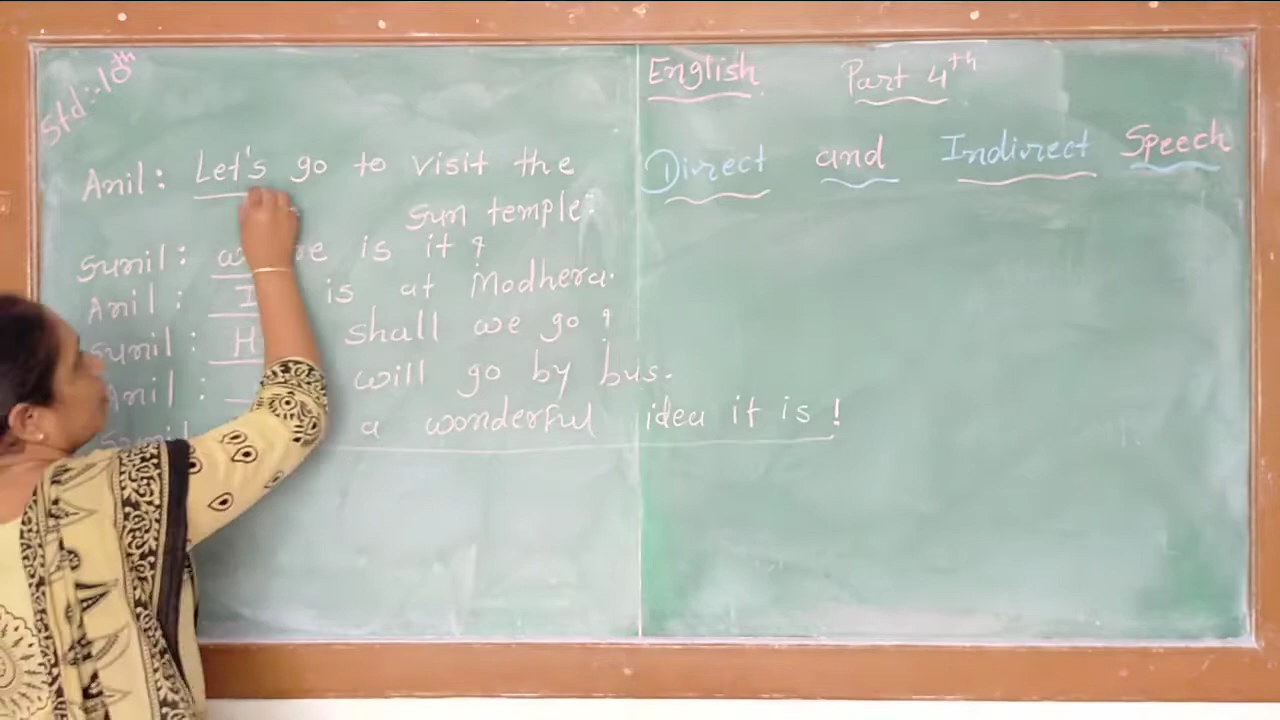 Std:-10th
English Part 4th
Direct and Indirect Speech
Anil: Let's go to visit the
sun temple.
Sunil: is it ?
Anil : is at Modhera.
Sunil: shall we go ?
Anil : will go by bus.
a wonderful idea it is !